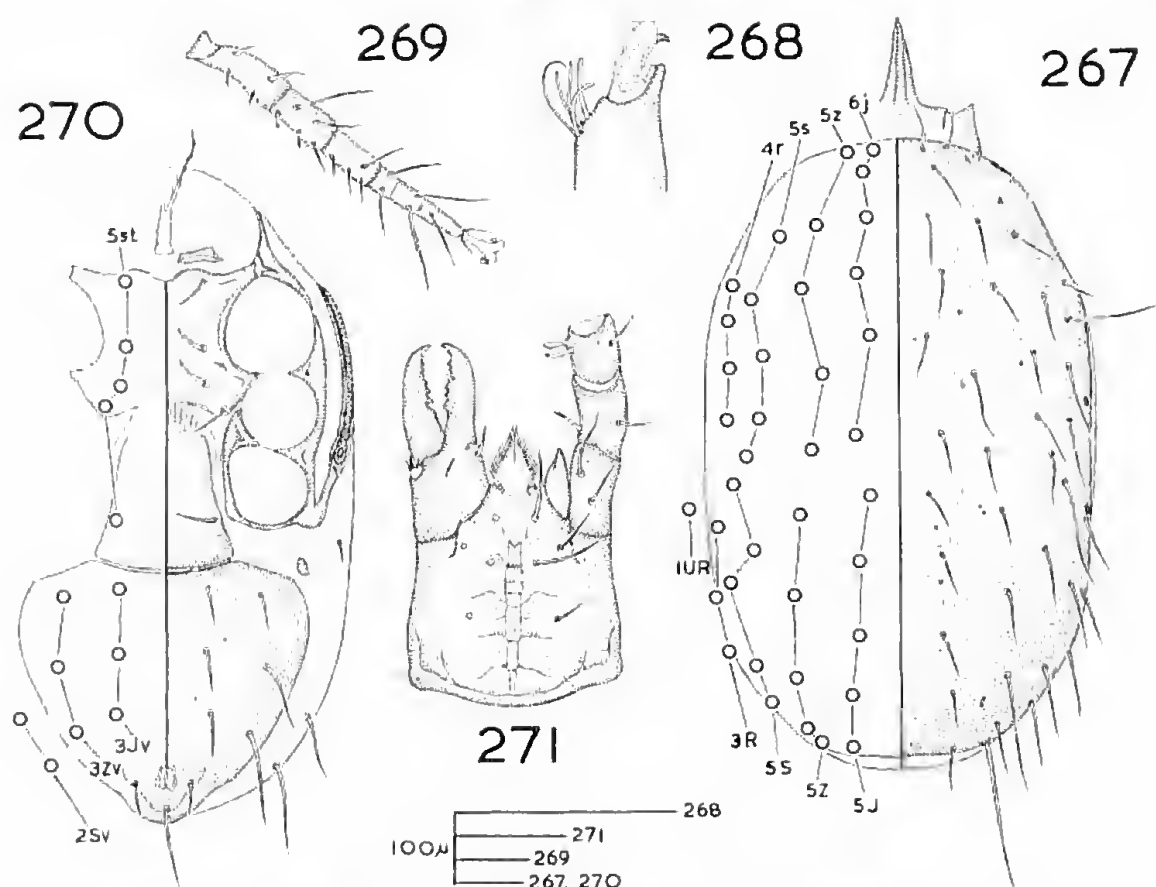 269
268
267
270
6j
5z
5s
4r
5st
1UR
3R
5S
5Z
5J
3JV
3ZV
2SV
271
268
100μ
271
269
267, 270